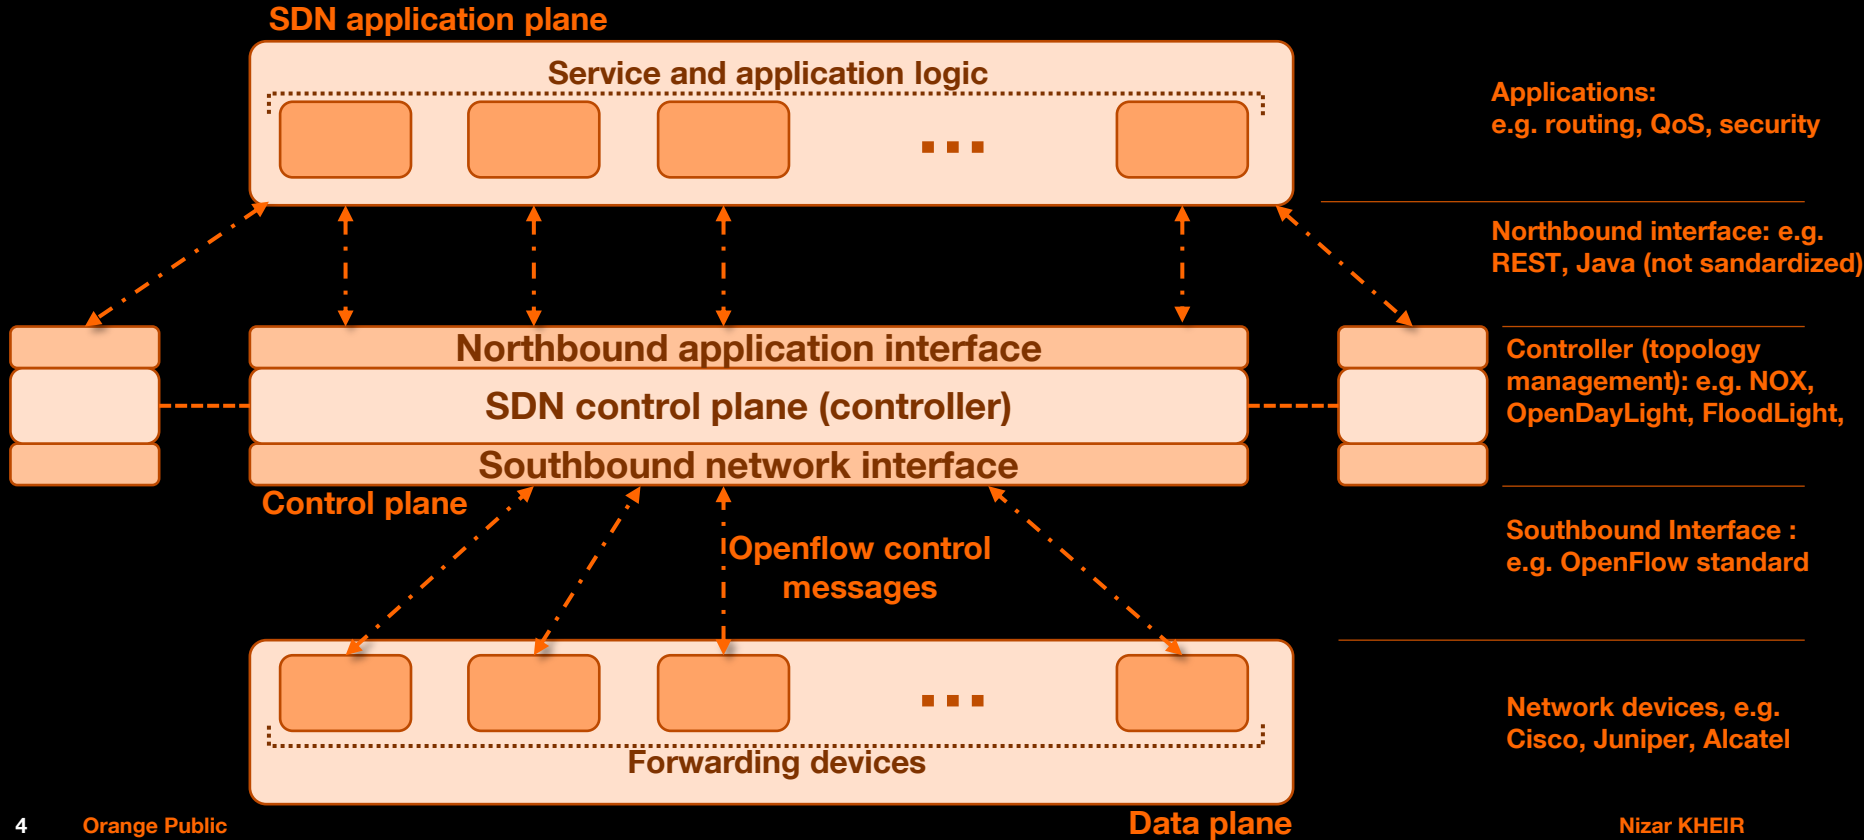 SDN application plane
Service and application logic
Applications:
e.g. routing, QoS, security
Northbound interface: e.g.
REST, Java (not sandardized)
Northbound application interface
SDN control plane (controller)
Southbound network interface
Controller (topology
management): e.g. NOX,
OpenDayLight, FloodLight,
Control plane
Openflow control
messages
Southbound Interface :
e.g. OpenFlow standard
Forwarding devices
Network devices, e.g.
Cisco, Juniper, Alcatel
Data plane
4 Orange Public
Nizar KHEIR